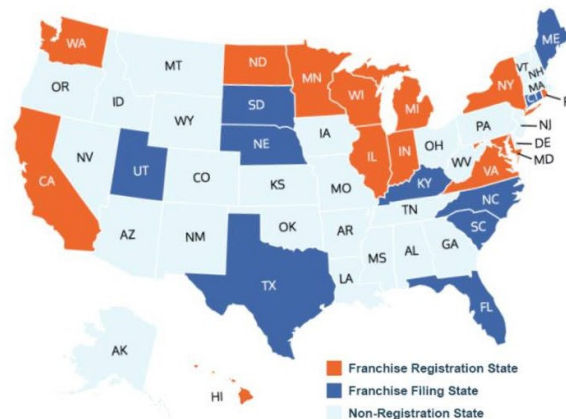 WA
MT
ND
MN
ME
VT
NH
OR
ID
SD
WI
NY
MA
CT
WY
MI
IA
PA
NJ
NE
OH
DE
NV
UT
IL
IN
WV
MD
CA
CO
KS
MO
KY
VA
NC
TN
AZ
NM
OK
AR
SC
MS
AL
GA
TX
LA
FL
AK
HI
Franchise Registration State
Franchise Filing State
Non-Registration State